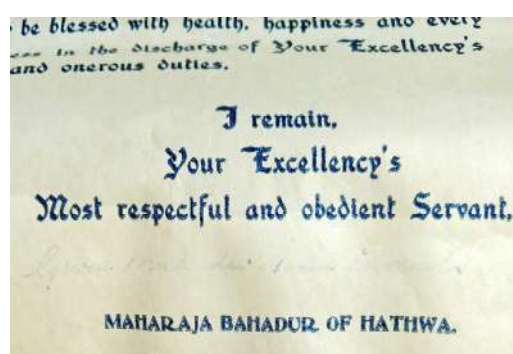 be blessed with health, happiness and every
ess in the discharge of Your Excellency's
and onerous duties.
I remain,
Your Excellency's
Most respectful and obedient Servant,
MAHARAJA BAHADUR OF HATHWA.